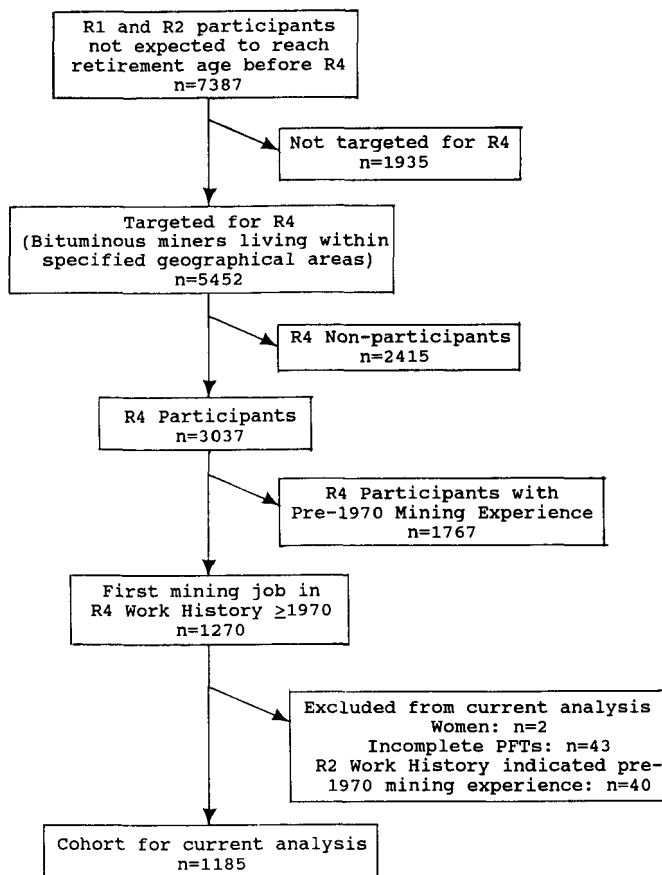 R1 and R2 participants
not expected to reach
retirement age before R4
n=7387
Not targeted for R4
n=1935
Targeted for R4
(Bituminous miners living within
specified geographical areas)
n=5452
R4 Non-participants
n=2415
R4 Participants
n=3037
R4 Participants with
Pre-1970 Mining Experience
n=1767
First mining job in
R4 Work History ≥1970
n=1270
Excluded from current analysis
Women: n=2
Incomplete PFTs: n=43
R2 Work History indicated pre-
1970 mining experience: n=40
Cohort for current analysis
n=1185